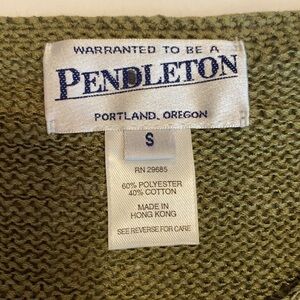 WARRANTED TO BE A
PENDLETON
PORTLAND, OREGON
S
RN 29685
60% POLYESTER
40% COTTON
MADE IN
HONG KONG
SEE REVERSE FOR CARE